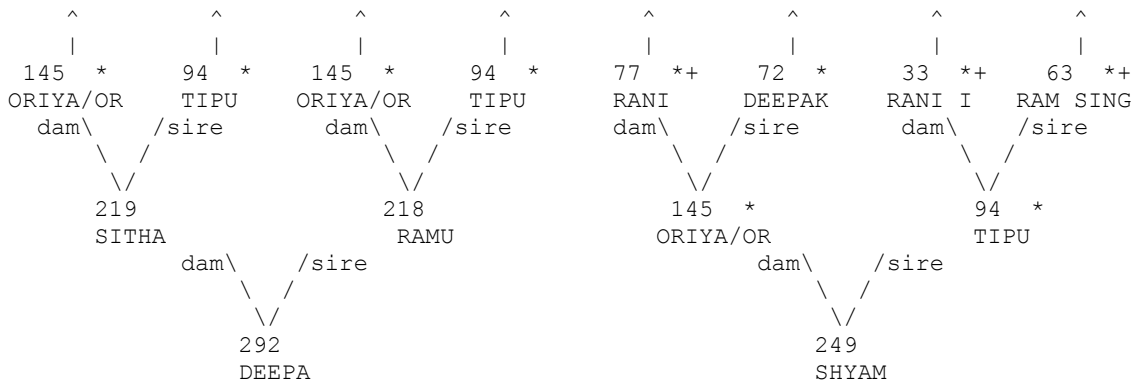 ^ ^ ^ ^ ^ ^ ^ ^
| | | | | | | |
145 * 94 * 145 * 94 * 77 *+ 72 * 33 *+ 63 *+
ORIYA/OR TIPU ORIYA/OR TIPU RANI DEEPAK RANI I RAM SING
dam\ /sire dam\ /sire dam\ /sire dam\ /sire
\ / \ / \ / \ /
\/ \/ \/ \/
219 218 145 * 94 *
SITHA RAMU ORIYA/OR TIPU
dam\ /sire dam\ /sire
\ / \ /
\/ \/
292 249
DEEPA SHYAM